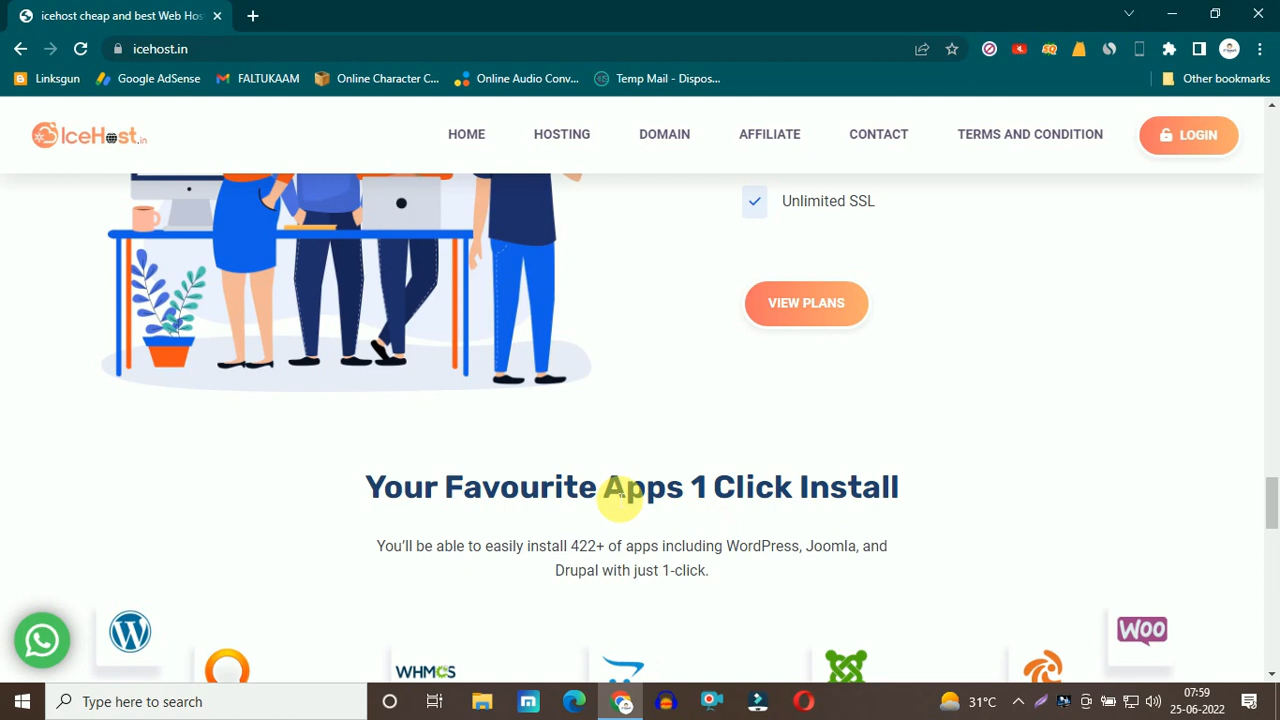 icehost cheap and best Web Hos
icehost.in
Linksgun
Google AdSense
FALTUKAAM
Online Character C...
Online Audio Conv...
Temp Mail - Dispos...
Other bookmarks
IceHost.in
HOME
HOSTING
DOMAIN
AFFILIATE
CONTACT
TERMS AND CONDITION
LOGIN
Unlimited SSL
VIEW PLANS
Your Favourite Apps 1 Click Install
You'll be able to easily install 422+ of apps including WordPress, Joomla, and
Drupal with just 1-click.
WOO
WHMCS
Type here to search
31°C
07:59
25-06-2022